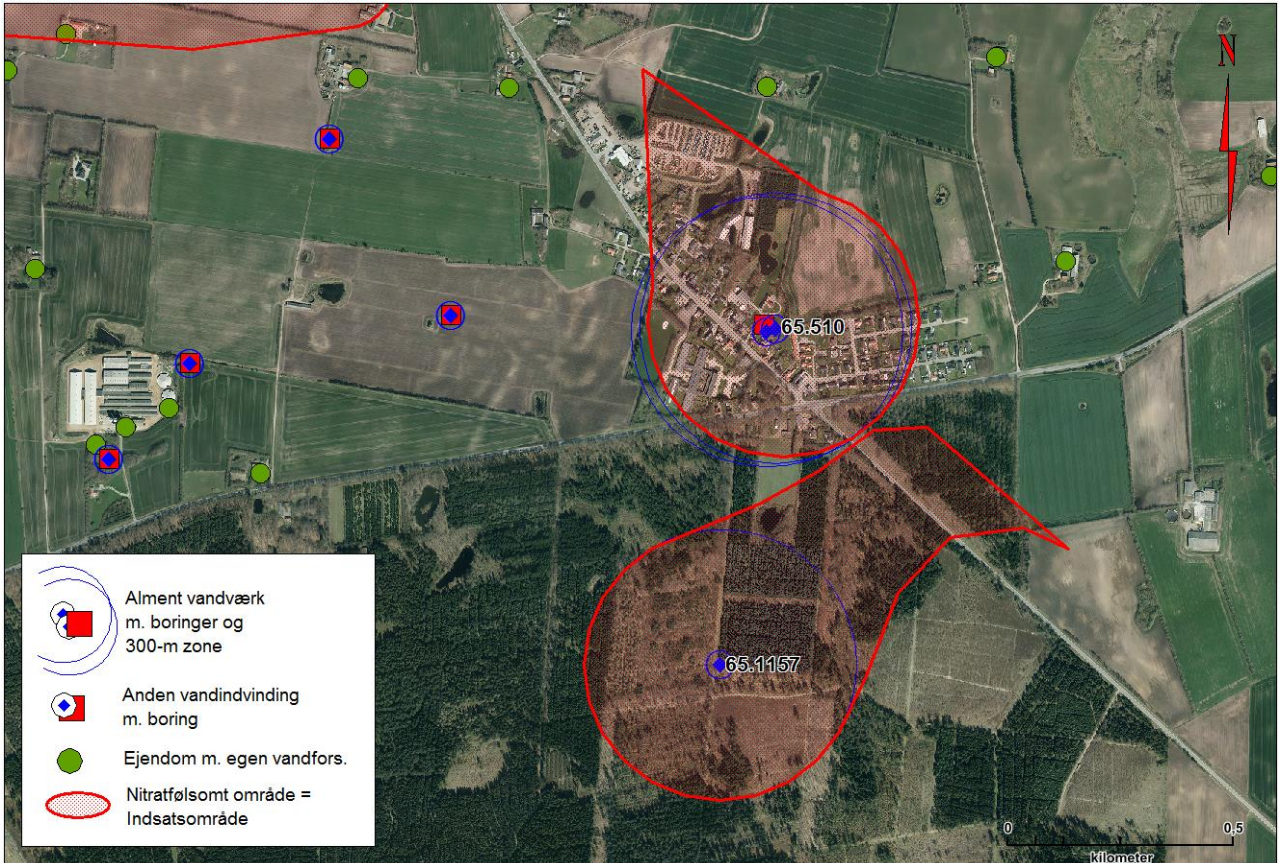 N
65.510
65.1157
Alment vandværk
m. boringer og
300-m zone
Anden vandindvinding
m. boring
Ejendom m. egen vandfors.
Nitratfølsomt område =
Indsatsområde
0
0,5
kilometer